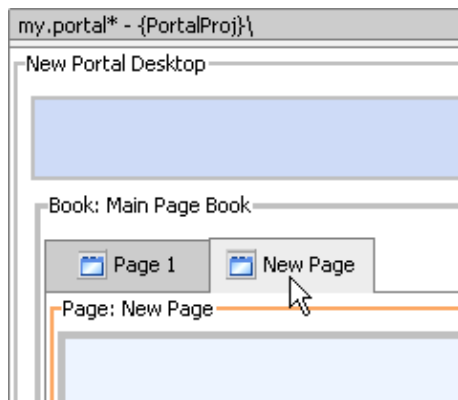 my.portal* - {PortalProj}\
New Portal Desktop
Book: Main Page Book
Page 1
New Page
Page: New Page